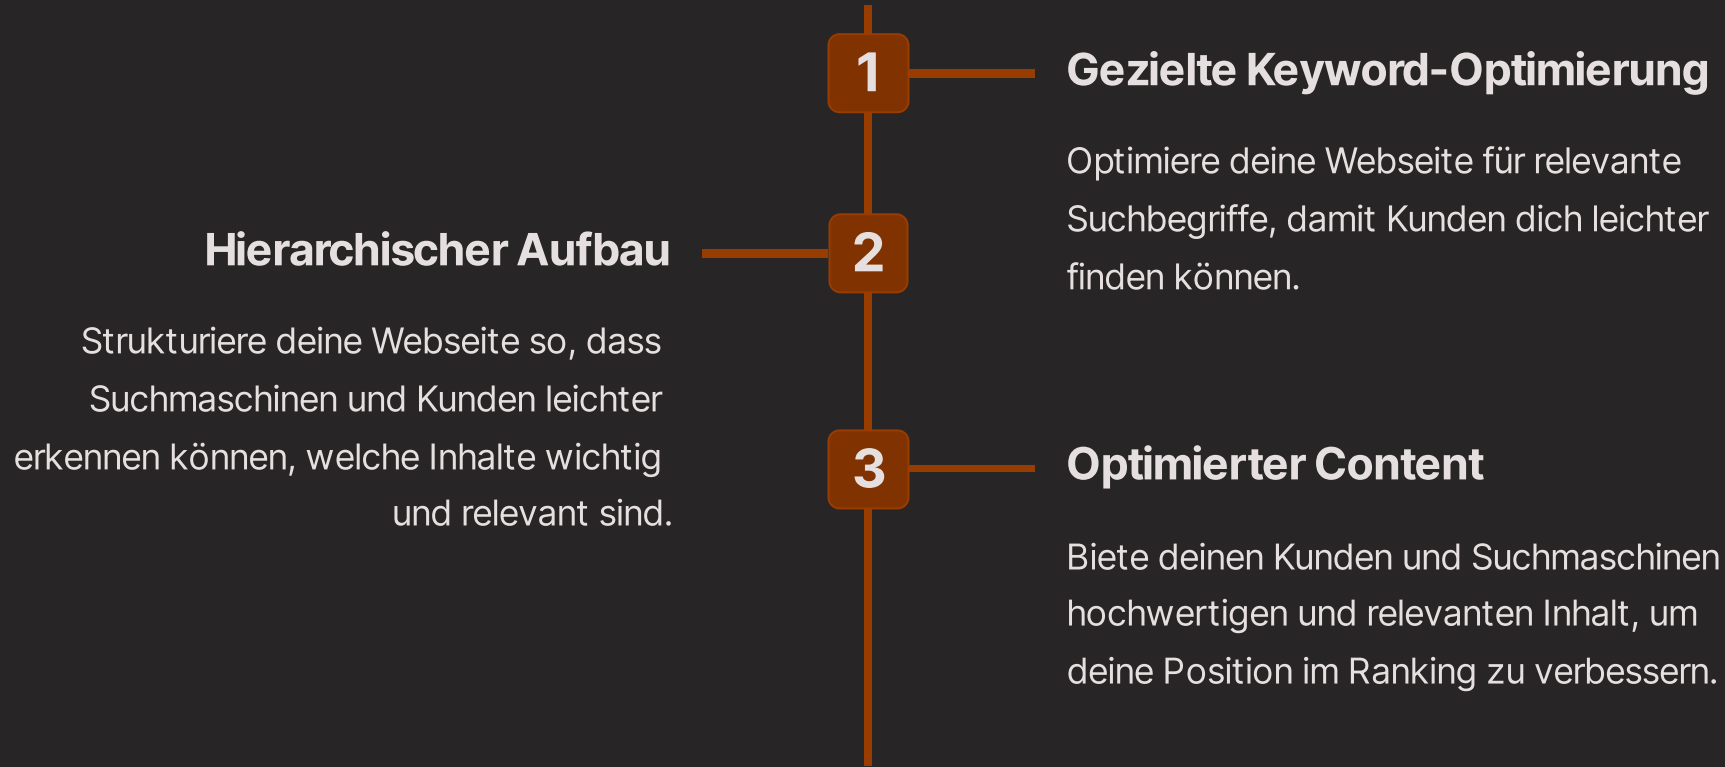 1
Gezielte Keyword-Optimierung
Optimiere deine Webseite für relevante
Suchbegriffe, damit Kunden dich leichter
finden können.
2
Hierarchischer Aufbau
Strukturiere deine Webseite so, dass
Suchmaschinen und Kunden leichter
erkennen können, welche Inhalte wichtig
und relevant sind.
3
Optimierter Content
Biete deinen Kunden und Suchmaschinen
hochwertigen und relevanten Inhalt, um
deine Position im Ranking zu verbessern.